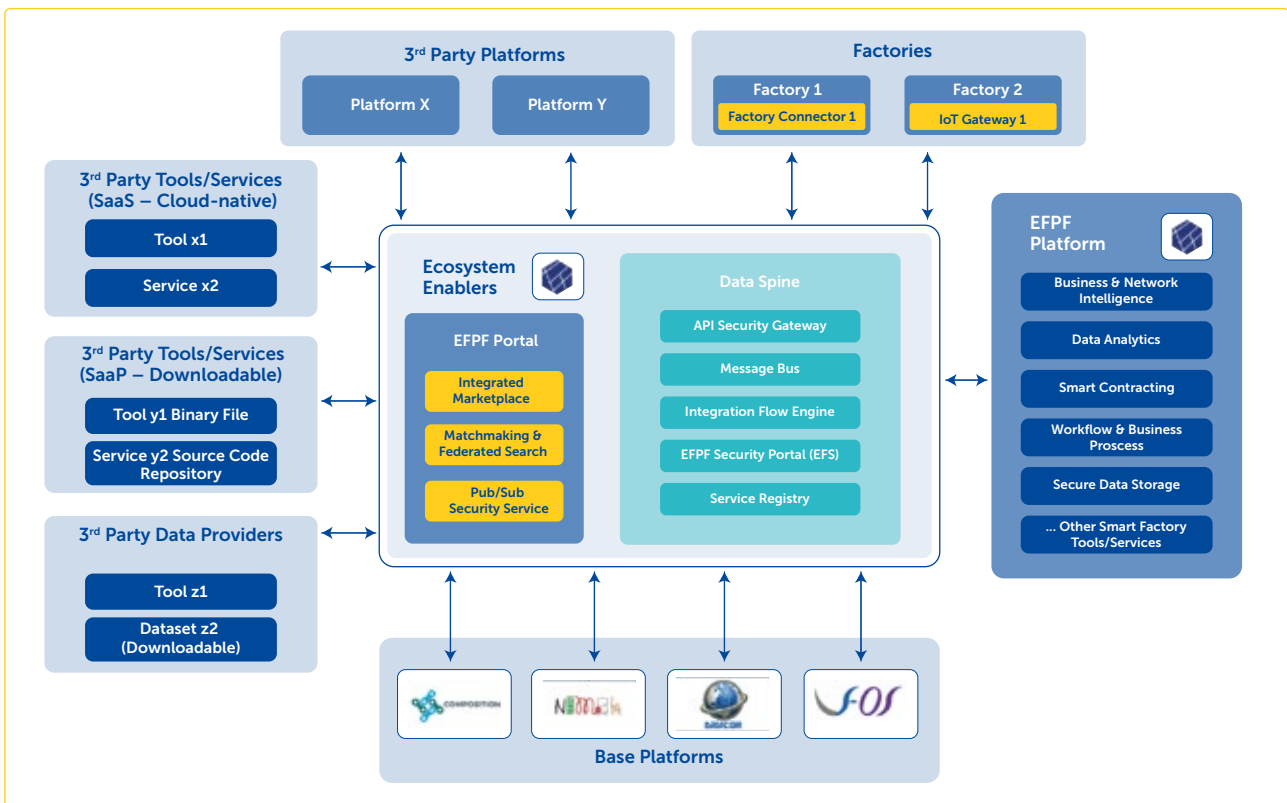 3rd Party Platforms
Platform X
Platform Y
Factories
Factory 1
Factory Connector 1
Factory 2
IoT Gateway 1
3rd Party Tools/Services
(SaaS – Cloud-native)
Tool x1
Service x2
3rd Party Tools/Services
(SaaP – Downloadable)
Tool y1 Binary File
Service y2 Source Code
Repository
3rd Party Data Providers
Tool z1
Dataset z2
(Downloadable)
Ecosystem
Enablers
EFPF Portal
Integrated
Marketplace
Matchmaking &
Federated Search
Pub/Sub
Security Service
Data Spine
API Security Gateway
Message Bus
Integration Flow Engine
EFPF Security Portal (EFS)
Service Registry
EFPF
Platform
Business & Network
Intelligence
Data Analytics
Smart Contracting
Workflow & Business
Proscess
Secure Data Storage
... Other Smart Factory
Tools/Services
COMPOSITION
vf-OS
Base Platforms